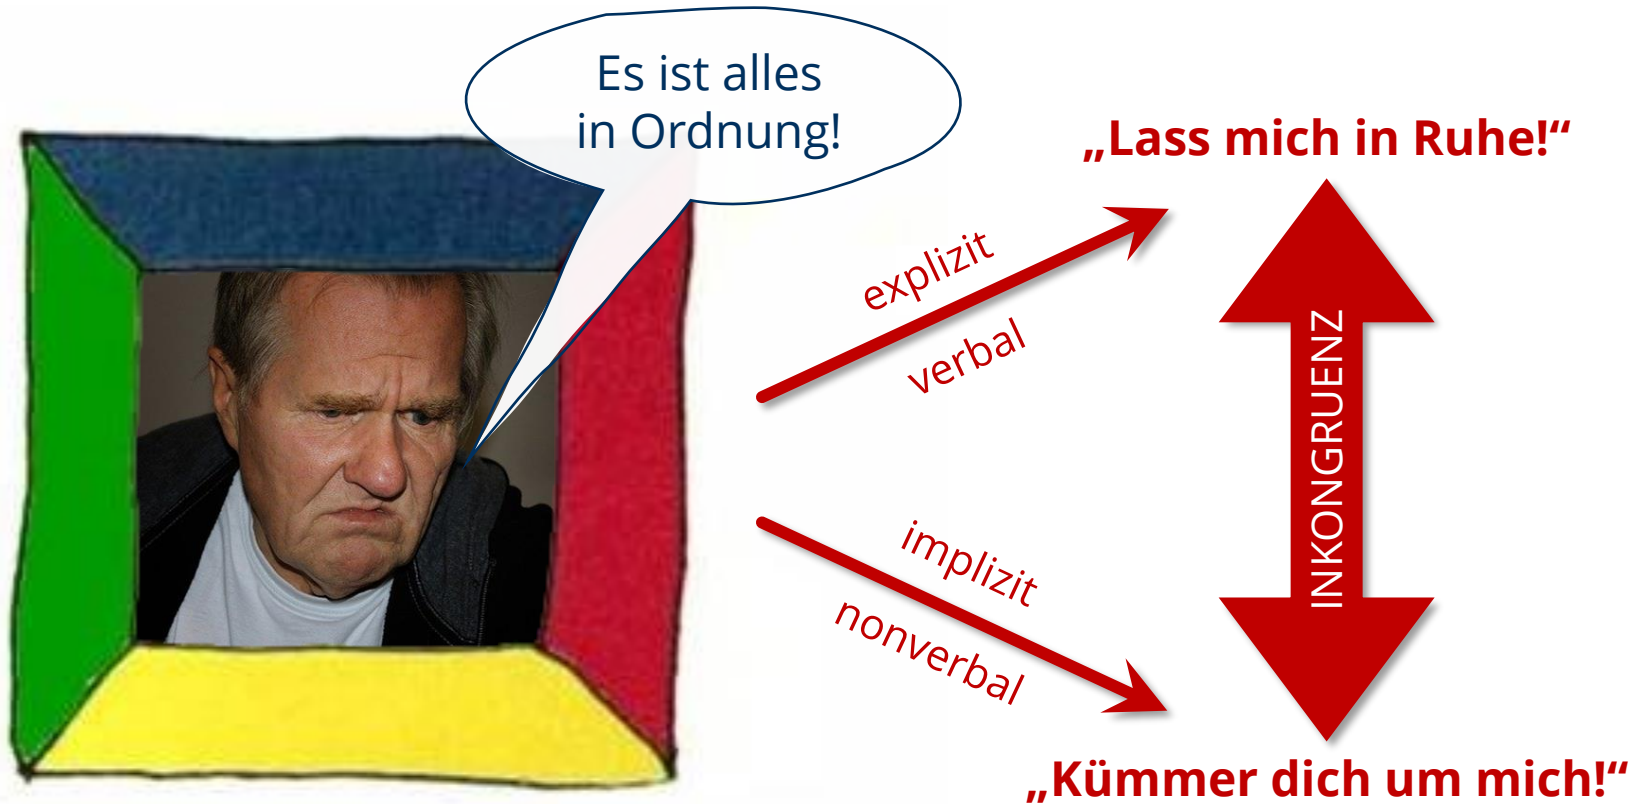 Es ist alles
in Ordnung!
„Lass mich in Ruhe!“
explizit
verbal
INKONGRUENZ
implizit
nonverbal
„Kümmer dich um mich!“